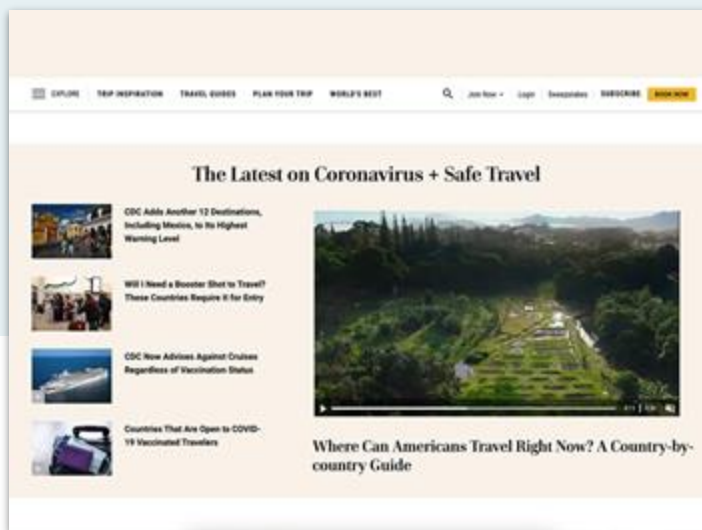 EXPLORE TRIP INSPIRATION TRAVEL GUIDES PLAN YOUR TRIP WORLD'S BEST Join Now Login Sweepstakes SUBSCRIBE BOOK NOW
The Latest on Coronavirus + Safe Travel
CDC Adds Another 12 Destinations,
Including Mexico, to Its Highest
Warning Level
Will I Need a Booster Shot to Travel?
These Countries Require It for Entry
CDC Now Advises Against Cruises
Regardless of Vaccination Status
Countries That Are Open to COVID-
19 Vaccinated Travelers
Where Can Americans Travel Right Now? A Country-by-
country Guide